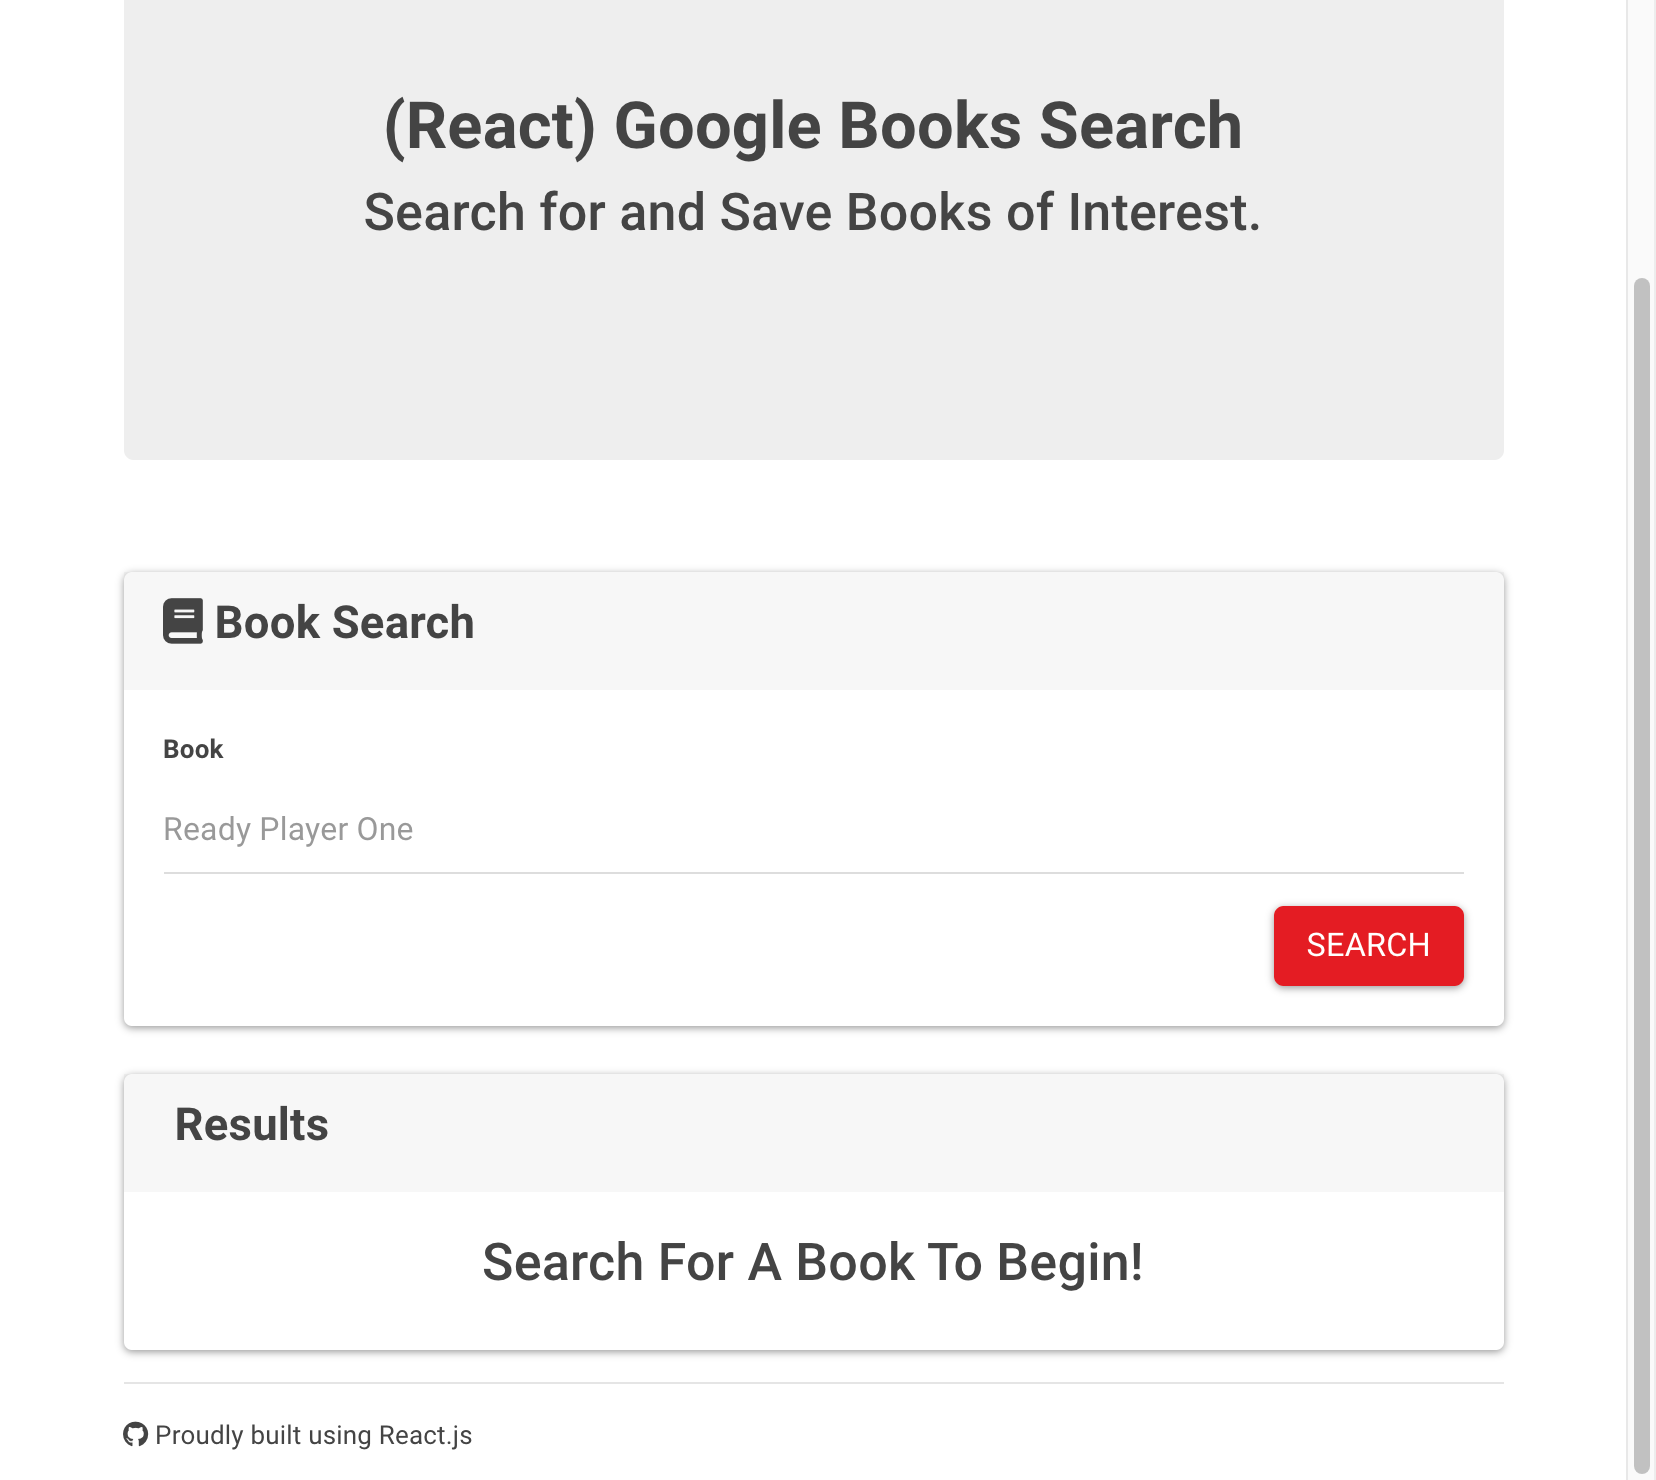 (React) Google Books Search
Search for and Save Books of Interest.
Book Search
Book
Ready Player One
SEARCH
Results
Search For A Book To Begin!
Proudly built using React.js